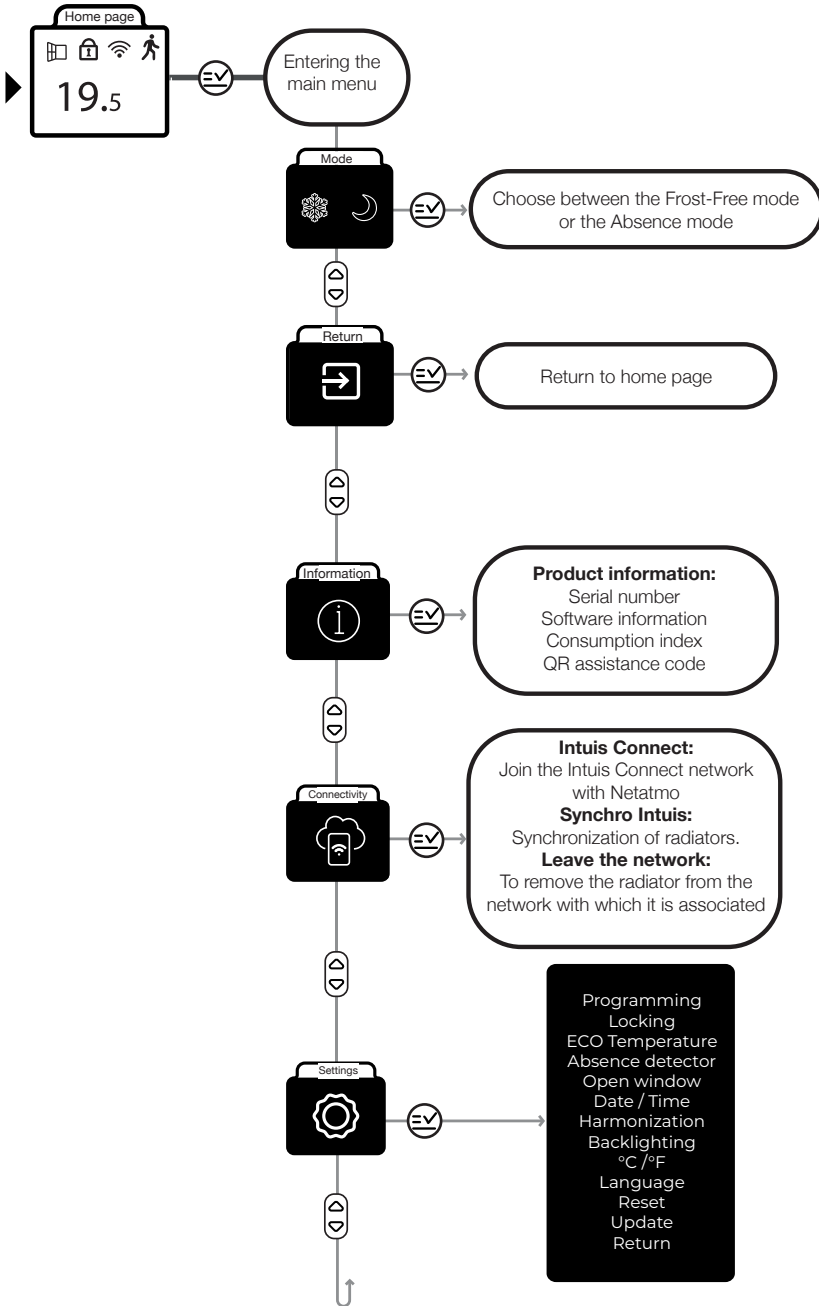 Home page
19.5
Entering the
main menu
Mode
Choose between the Frost-Free mode
or the Absence mode
Return
Return to home page
Information
i
Product information:
Serial number
Software information
Consumption index
QR assistance code
Connectivity
Intuis Connect:
Join the Intuis Connect network
with Netatmo
Synchro Intuis:
Synchronization of radiators.
Leave the network:
To remove the radiator from the
network with which it is associated
Settings
Programming
Locking
ECO Temperature
Absence detector
Open window
Date / Time
Harmonization
Backlighting
°C /°F
Language
Reset
Update
Return